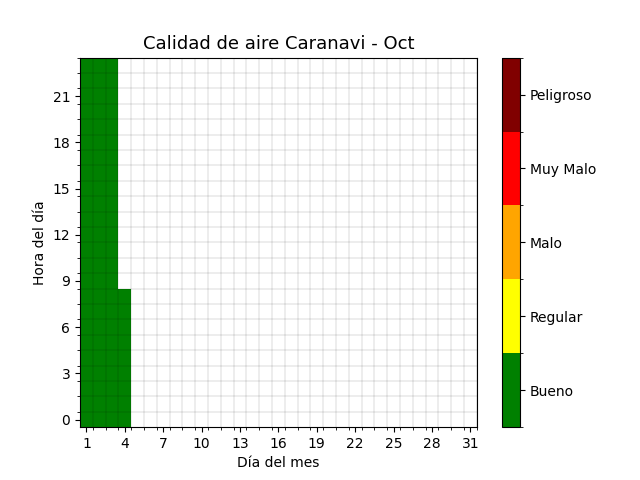 Calidad de aire Caranavi - Oct
Hora del día
21
18
15
12
9
6
3
0
1 4 7 10 13 16 19 22 25 28 31
Día del mes
Peligroso
Muy Malo
Malo
Regular
Bueno